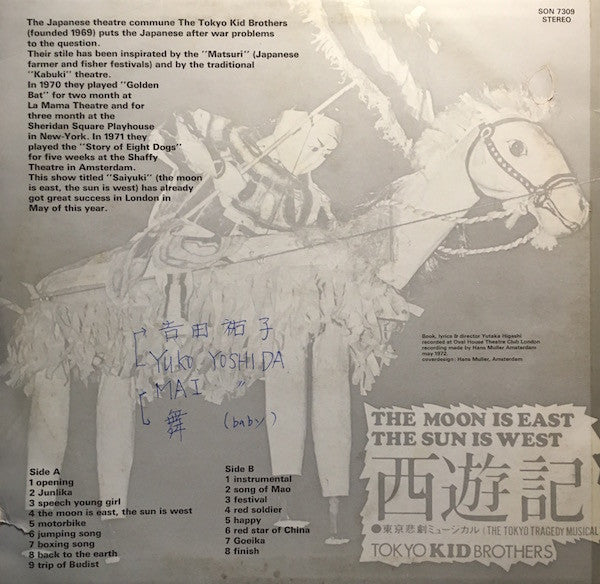 SON 7309
STEREO
The Japanese theatre commune The Tokyo Kid Brothers
(founded 1969) puts the Japanese after war problems
to the question.
Their stile has been inspirated by the "Matsuri" (Japanese
farmer and fisher festivals) and by the traditional
"Kabuki" theatre.
In 1970 they played "Golden
Bat" for two month at
La Mama Theatre and for
three month at the
Sheridan Square Playhouse
in New-York. In 1971 they
played the "Story of Eight Dogs"
for five weeks at the Shaffy
Theatre in Amsterdam.
This show titled "Saiyuki" (the moon
is east, the sun is west) has already
got great success in London in
May of this year.
吉田祐子
YUKO YOSHIDA
MAI 〃
舞 (baby)
Book, lyrics & director Yutaka Higashi
recorded at Oval House Theatre Club London
recording made by Hans Muller Amsterdam
may 1972
coverdesign: Hans Muller, Amsterdam
THE MOON IS EAST
THE SUN IS WEST
西遊記
●東京悲劇ミュージカル (THE TOKYO TRAGEDY MUSICAL)
TOKYO KID BROTHERS
Side A
1 opening
2 Junlika
3 speech young girl
4 the moon is east, the sun is west
5 motorbike
6 jumping song
7 boxing song
8 back to the earth
9 trip of Budist
Side B
1 instrumental
2 song of Mao
3 festival
4 red soldier
5 happy
6 red star of China
7 Goeika
8 finish